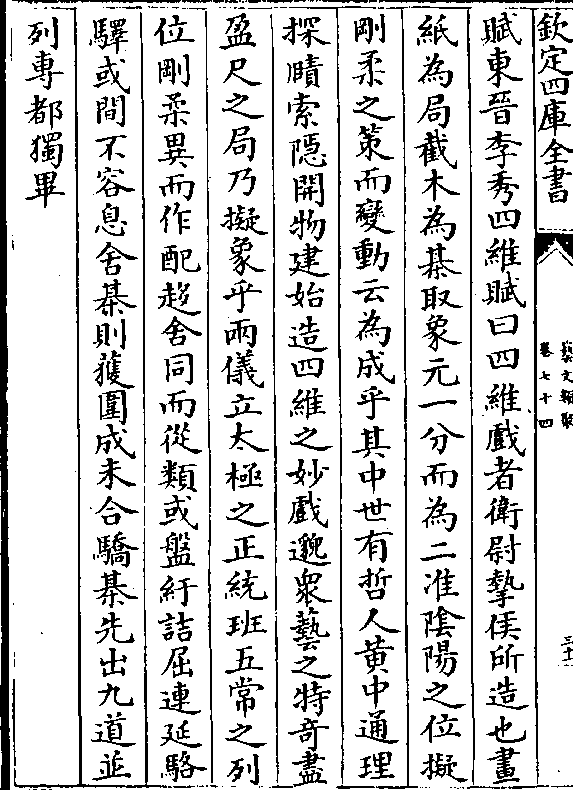 欽定四庫全書
藝文類聚
卷七十四
賦東晉李秀四維賦曰四維戲者衛尉摯侯所造也畫
紙為局截木為棊取象元一分而為二准陰陽之位擬
剛柔之策而變動云為成乎其中世有哲人黃中通理
探賾索隱開物建始造四維之妙戲邈衆藝之特奇盡
盈尺之局乃擬象乎兩儀立太極之正統班五常之列
位剛柔異而作配趍舍同而從類或盤紆詰屈連延駱
驛或間不容息舍棊則獲圍成未合驕棊先出九道並
列專都獨畢